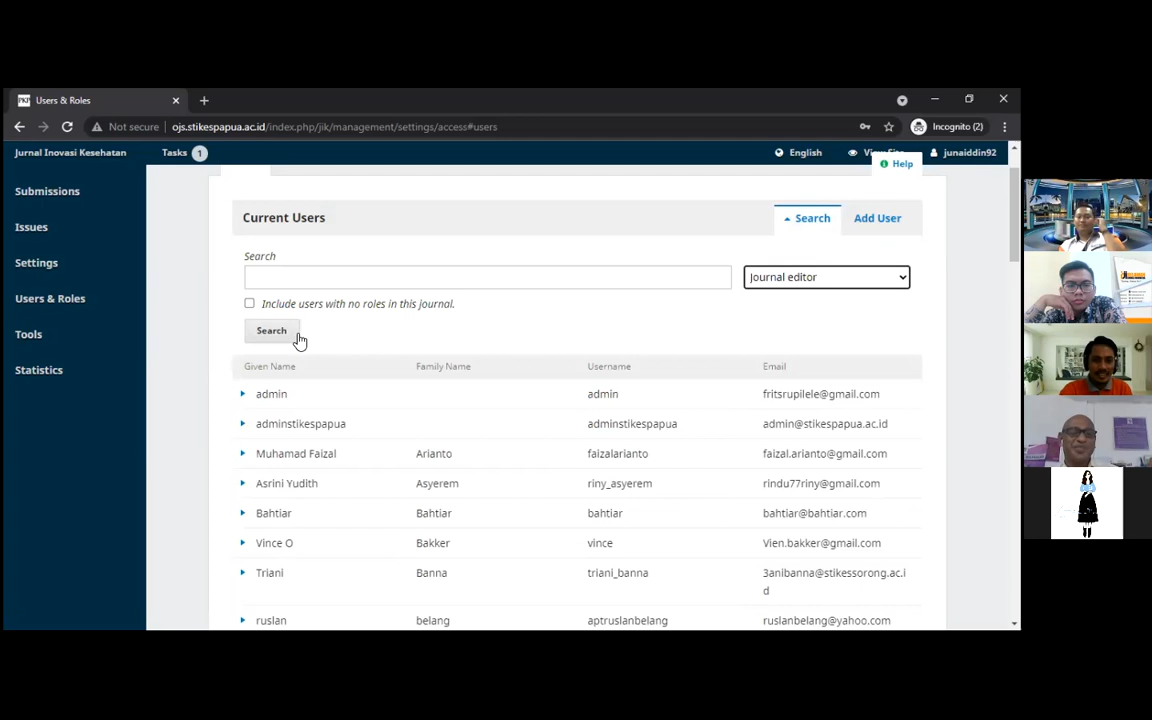 Users & Roles
Not secure ojs.stikespapua.ac.id/index.php/jik/management/settings/access#users Incognito (2)
Jurnal Inovasi Kesehatan Tasks 1 English junaiddin92
Help
Submissions
Issues
Settings
Users & Roles
Tools
Statistics
Current Users Search Add User
Search
Journal editor
Include users with no roles in this journal.
Search
Given Name Family Name Username Email
admin admin fritsrupilele@gmail.com
adminstikespapua adminstikespapua admin@stikespapua.ac.id
Muhamad Faizal Arianto faizalarianto faizal.arianto@gmail.com
Asrini Yudith Asyerem riny_asyerem rindu77riny@gmail.com
Bahtiar Bahtiar bahtiar bahtiar@bahtiar.com
Vince O Bakker vince Vien.bakker@gmail.com
Triani Banna triani_banna 3anibanna@stikessorong.ac.i
d
ruslan belang aptruslanbelang ruslanbelang@yahoo.com